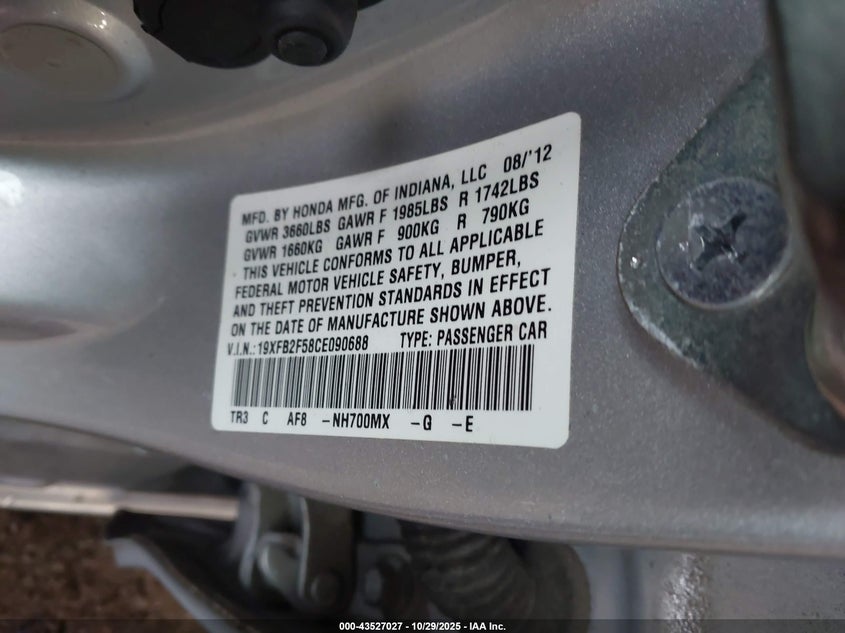 MFD. BY HONDA MFG. OF INDIANA, LLC 08/'12
GVWR 3660LBS GAWR F 1985LBS R 1742LBS
GVWR 1660KG GAWR F 900KG R 790KG
THIS VEHICLE CONFORMS TO ALL APPLICABLE
FEDERAL MOTOR VEHICLE SAFETY, BUMPER,
AND THEFT PREVENTION STANDARDS IN EFFECT
ON THE DATE OF MANUFACTURE SHOWN ABOVE.
V.I.N.:19XFB2F58CE090688 TYPE: PASSENGER CAR
TR3 C AF8 -NH700MX -G -E
000-43527027 - 10/29/2025 - IAA Inc.